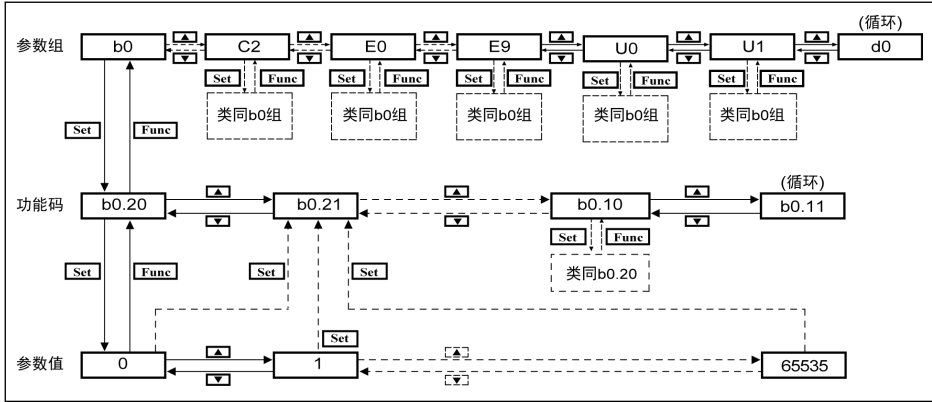 (循环)
参数组 b0 ▲ ▼ C2 ▲ ▼ E0 ▲ ▼ E9 ▲ ▼ U0 ▲ ▼ U1 ▲ ▼ d0
Set Func Set Func Set Func Set Func Set Func
类同b0组 类同b0组 类同b0组 类同b0组 类同b0组
Set Func
(循环)
功能码 b0.20 ▲ ▼ b0.21 ▲ ▼ b0.10 ▲ ▼ b0.11
Set Func
类同b0.20
Set Func Set Set
Set
参数值 0 ▲ ▼ 1 ▲ ▼ 65535